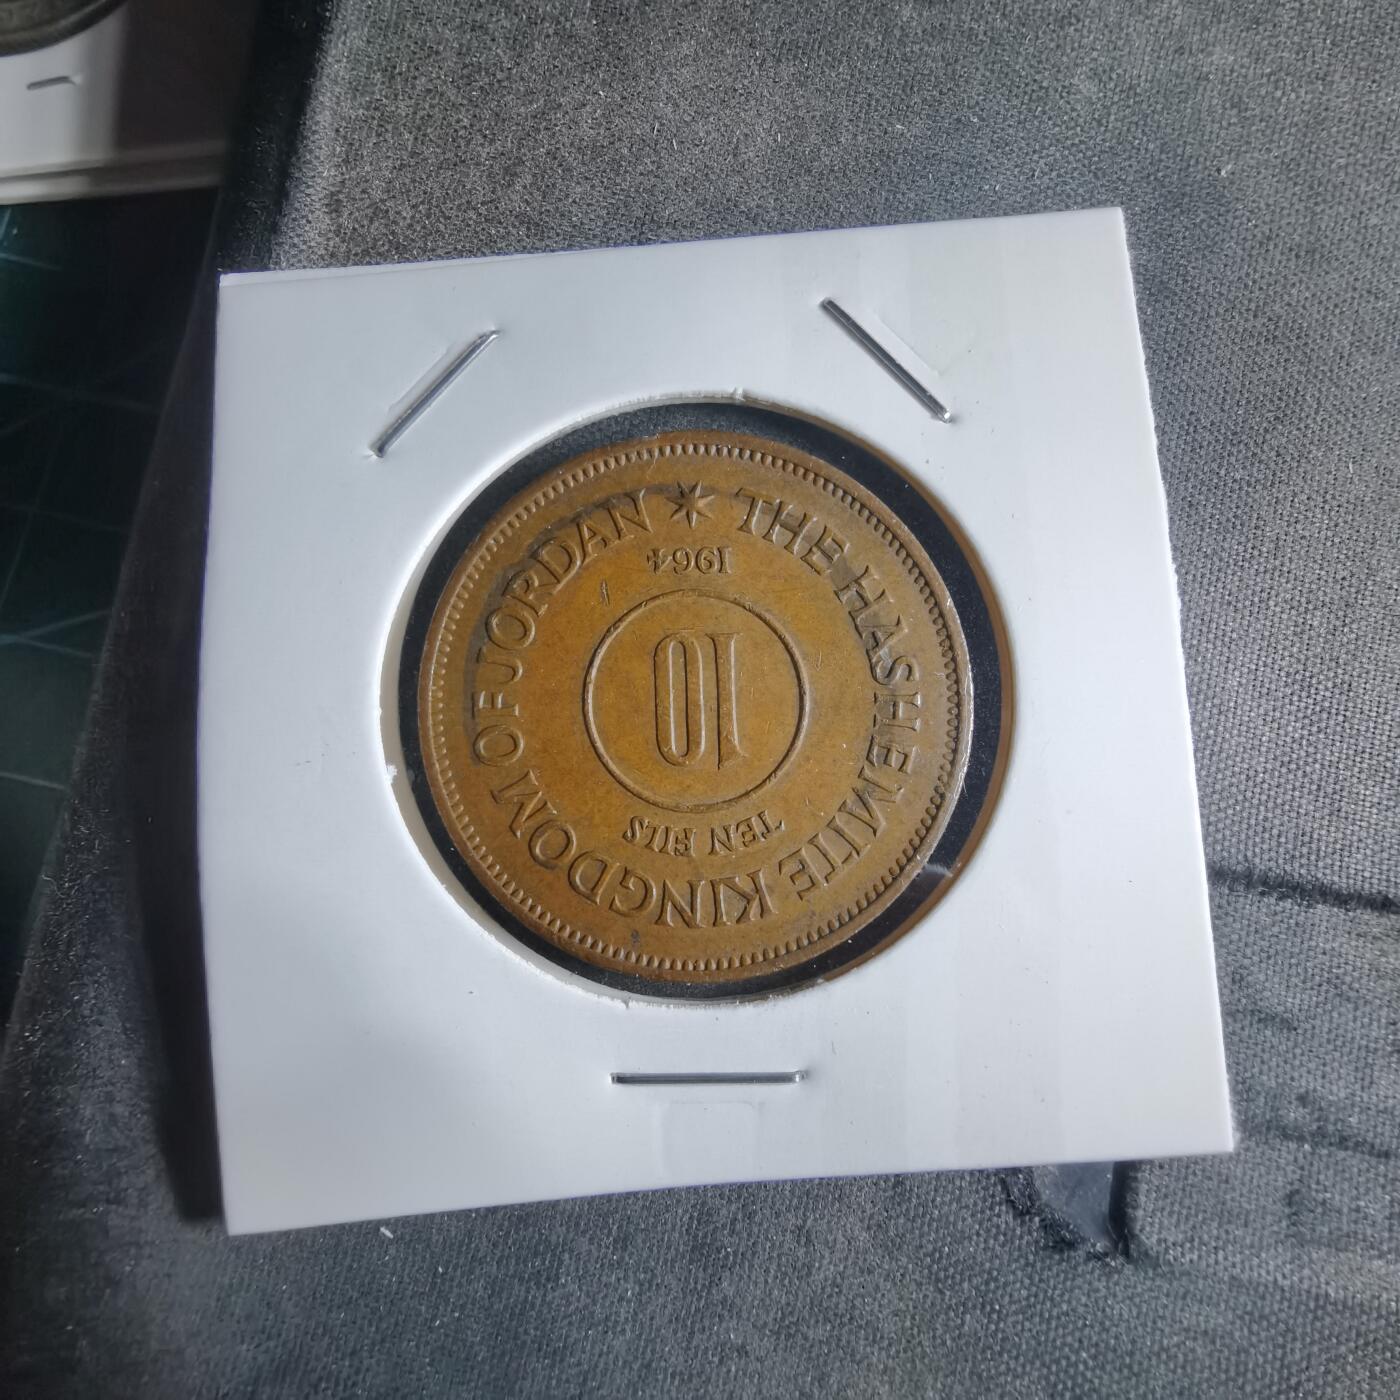 THE HASHEMITE KINGDOM OF JORDAN
TEN FILS
10
1964